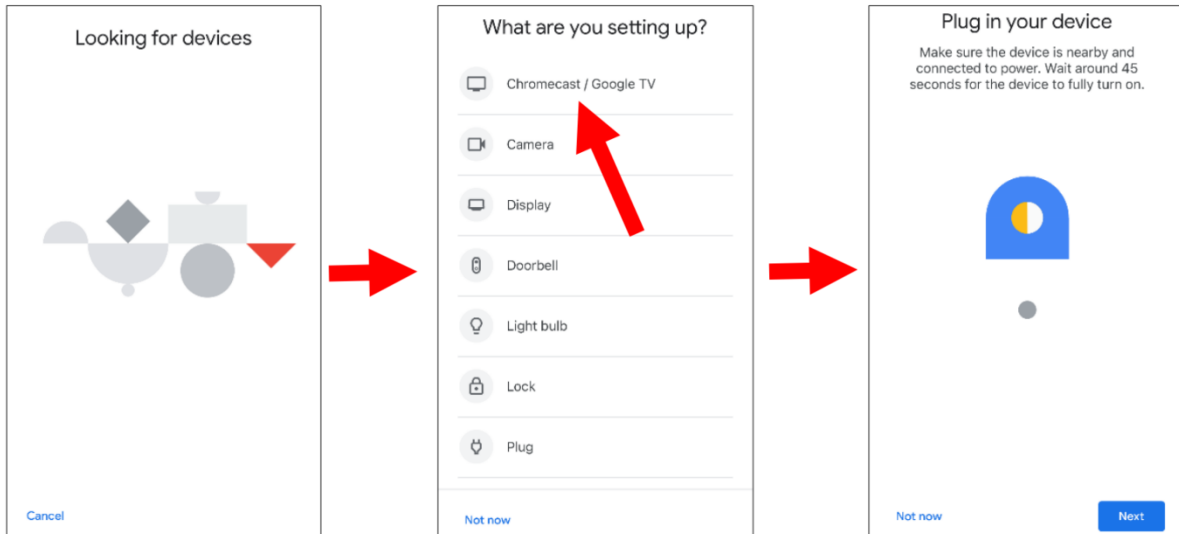 Looking for devices
Cancel
What are you setting up?
Chromecast / Google TV
Camera
Display
Doorbell
Light bulb
Lock
Plug
Not now
Plug in your device
Make sure the device is nearby and
connected to power. Wait around 45
seconds for the device to fully turn on.
Not now
Next